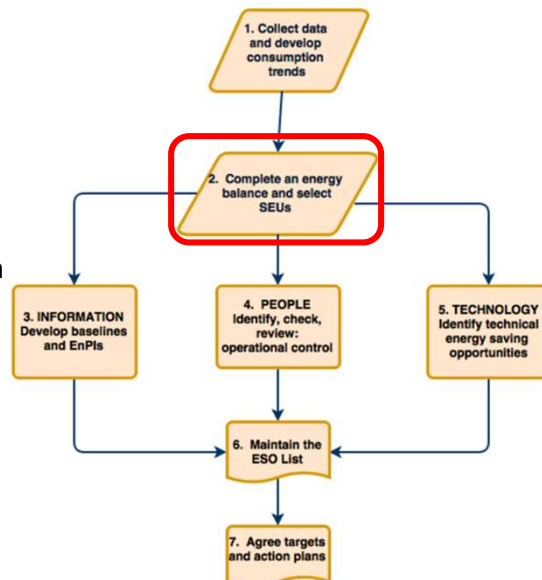 1. Collect data
and develop
consumption
trends
2. Complete an energy
balance and select
SEUs
3. INFORMATION
Develop baselines
and EnPIs
4. PEOPLE
Identify, check,
review:
operational control
5. TECHNOLOGY
Identify technical
energy saving
opportunities
6. Maintain the
ESO List
7. Agree targets
and action plans